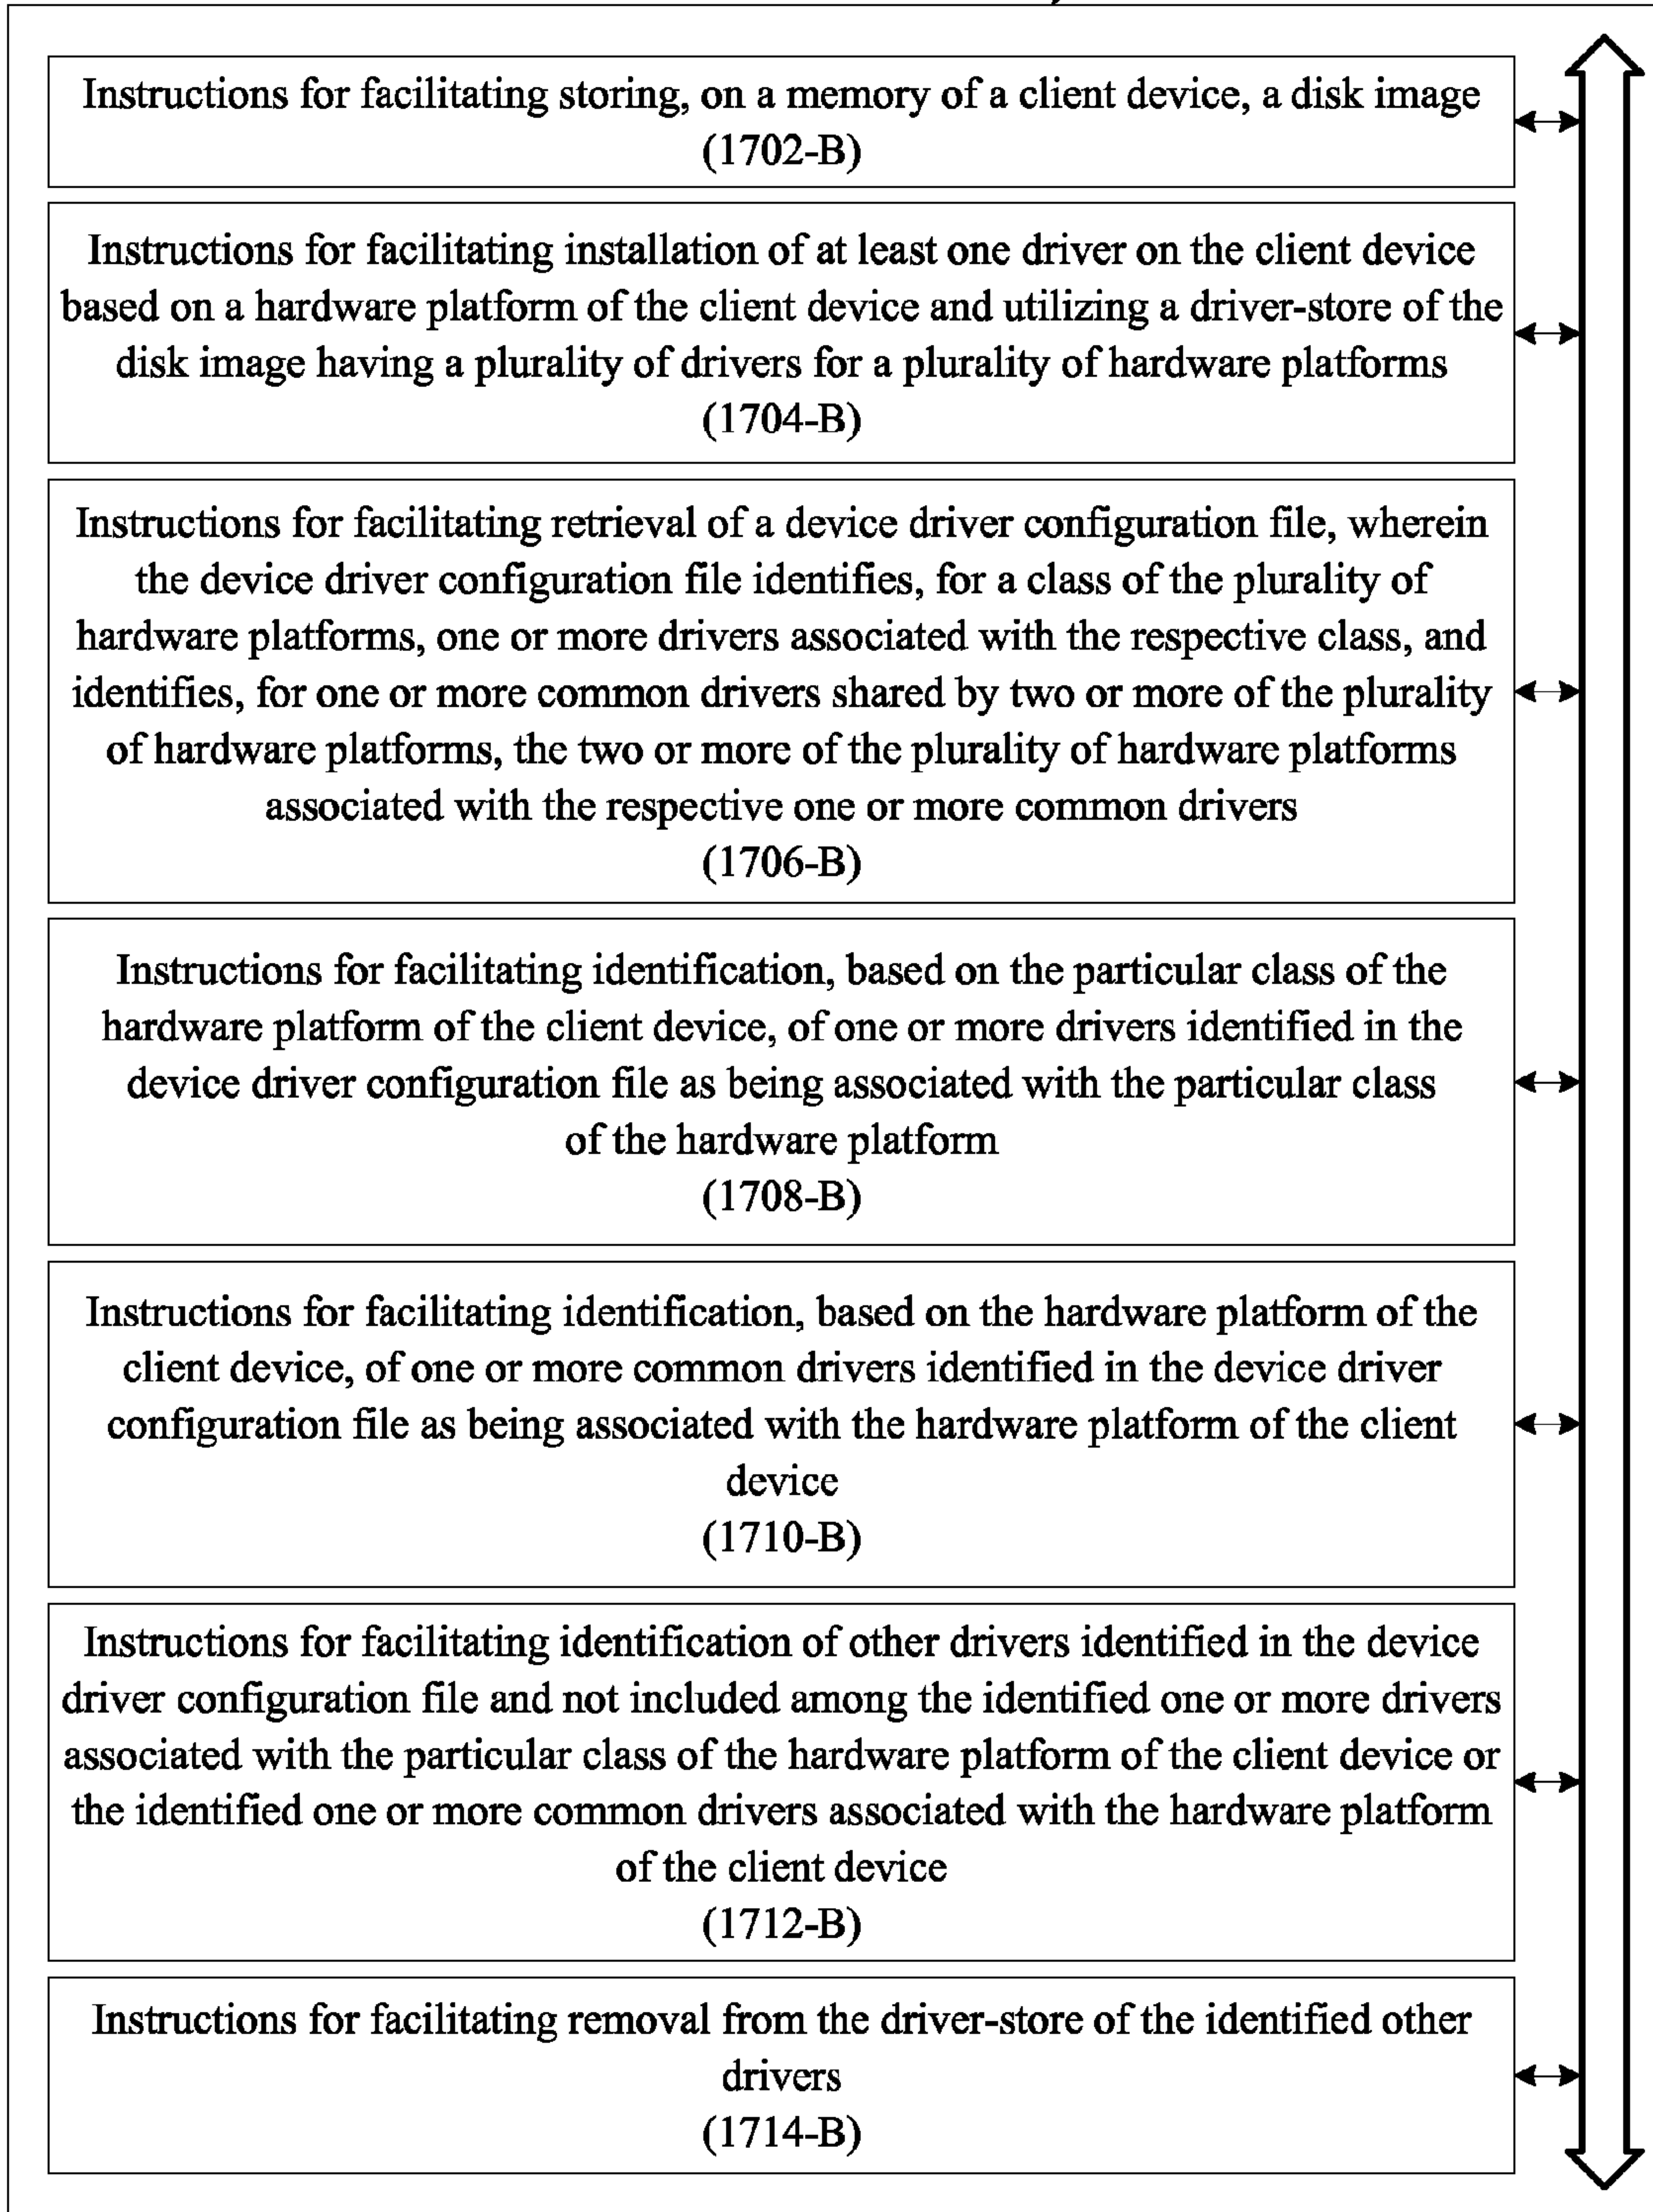 Instructions for facilitating storing, on a memory of a client device, a disk image
(1702-B)
Instructions for facilitating installation of at least one driver on the client device
based on a hardware platform of the client device and utilizing a driver-store of the
disk image having a plurality of drivers for a plurality of hardware platforms
(1704-B)
Instructions for facilitating retrieval of a device driver configuration file, wherein
the device driver configuration file identifies, for a class of the plurality of
hardware platforms, one or more drivers associated with the respective class, and
identifies, for one or more common drivers shared by two or more of the plurality
of hardware platforms, the two or more of the plurality of hardware platforms
associated with the respective one or more common drivers
(1706-B)
Instructions for facilitating identification, based on the particular class of the
hardware platform of the client device, of one or more drivers identified in the
device driver configuration file as being associated with the particular class
of the hardware platform
(1708-B)
Instructions for facilitating identification, based on the hardware platform of the
client device, of one or more common drivers identified in the device driver
configuration file as being associated with the hardware platform of the client
device
(1710-B)
Instructions for facilitating identification of other drivers identified in the device
driver configuration file and not included among the identified one or more drivers
associated with the particular class of the hardware platform of the client device or
the identified one or more common drivers associated with the hardware platform
of the client device
(1712-B)
Instructions for facilitating removal from the driver-store of the identified other
drivers
(1714-B)